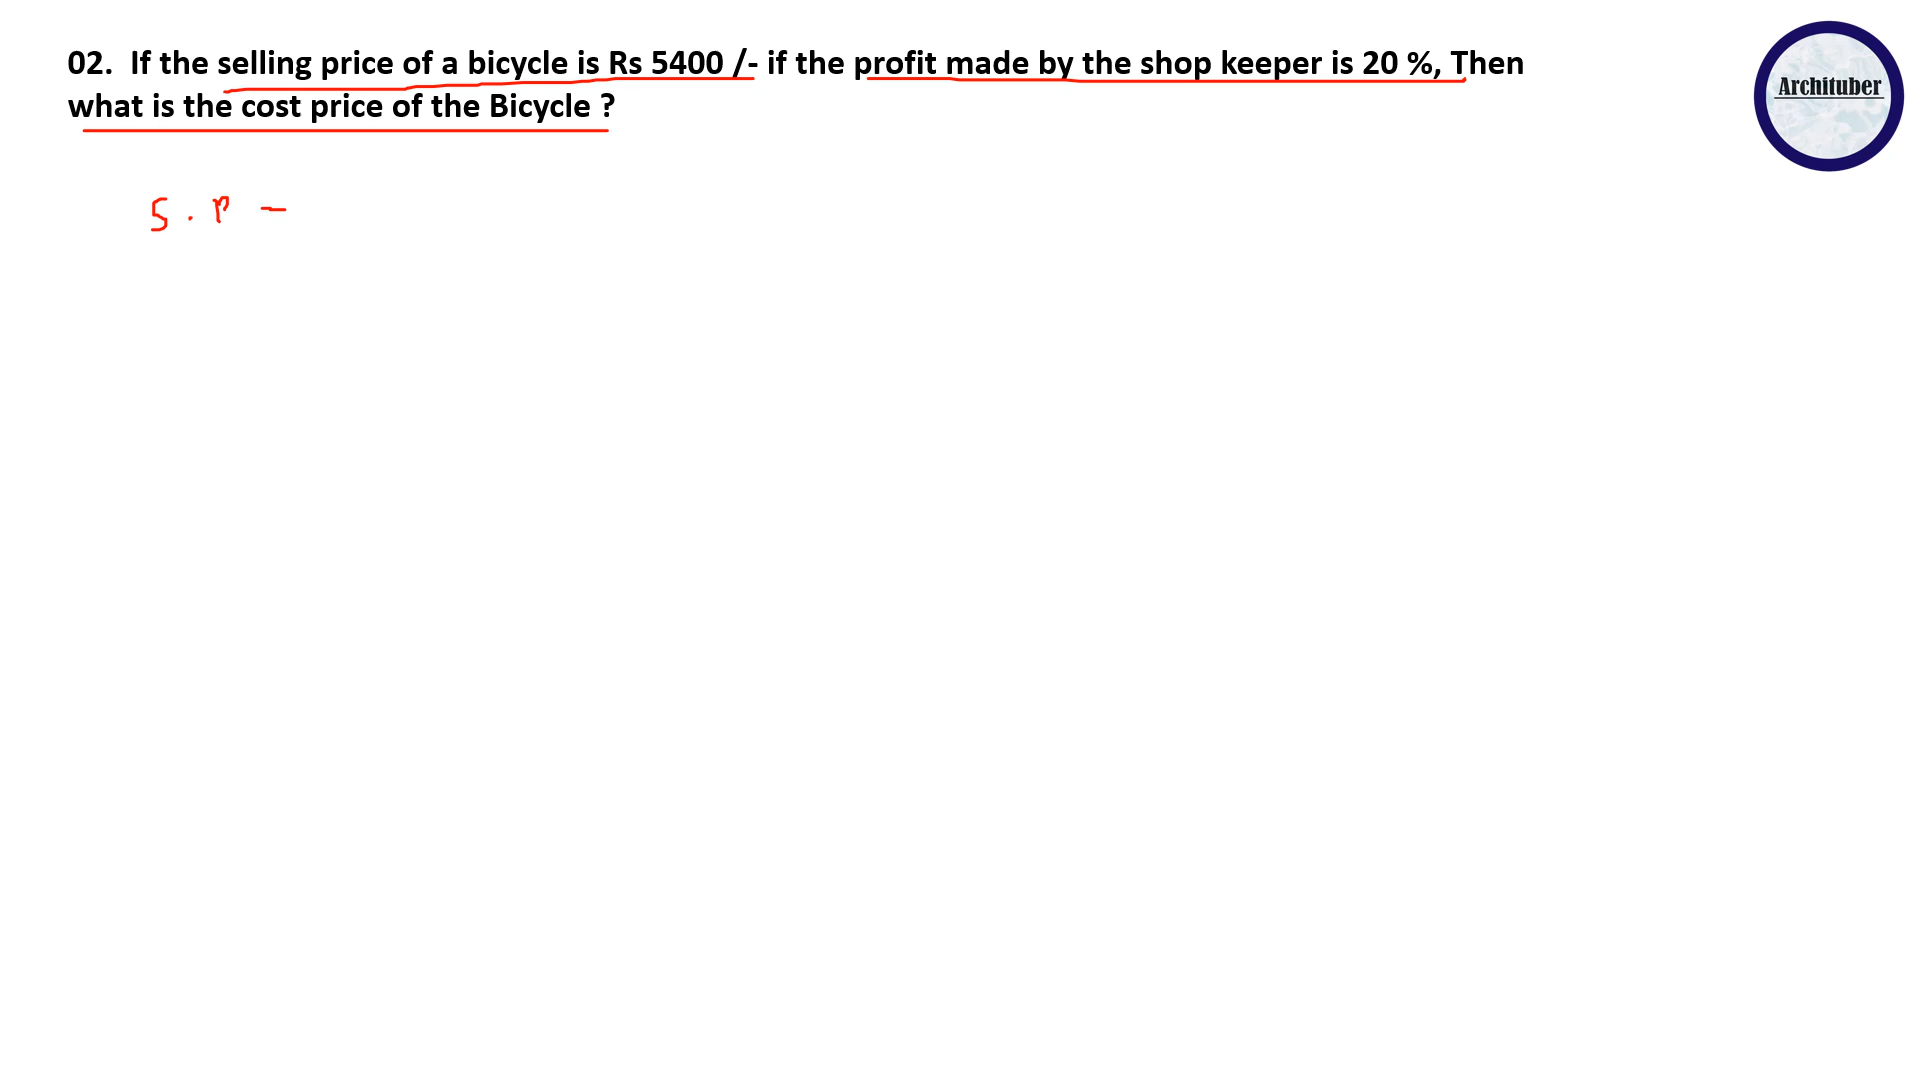 02. If the selling price of a bicycle is Rs 5400 /- if the profit made by the shop keeper is 20 %, Then
what is the cost price of the Bicycle ?
Archituber
S . P -